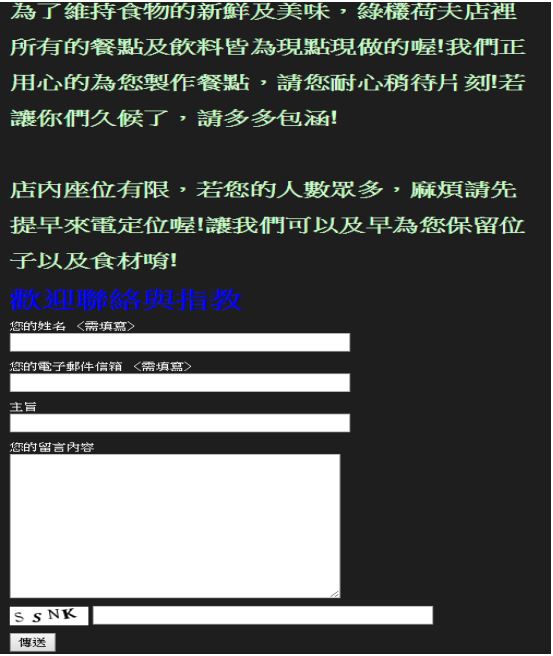 為了維持食物的新鮮及美味，綠欉荷夫店裡
所有的餐點及飲料皆為現點現做的喔!我們正
用心的為您製作餐點，請您耐心稍待片刻!若
讓你們久候了，請多多包涵!
店內座位有限，若您的人數眾多，麻煩請先
提早來電定位喔!讓我們可以及早為您保留位
子以及食材唷!
歡迎聯絡與指教
您的姓名 〈需填寫〉
您的電子郵件信箱 〈需填寫〉
主旨
您的留言內容
S S N K
傳送